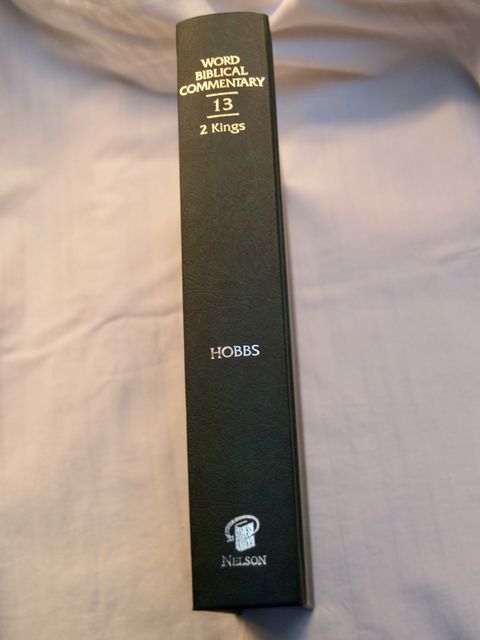 WORD
BIBLICAL
COMMENTARY
13
2 Kings
HOBBS
NELSON